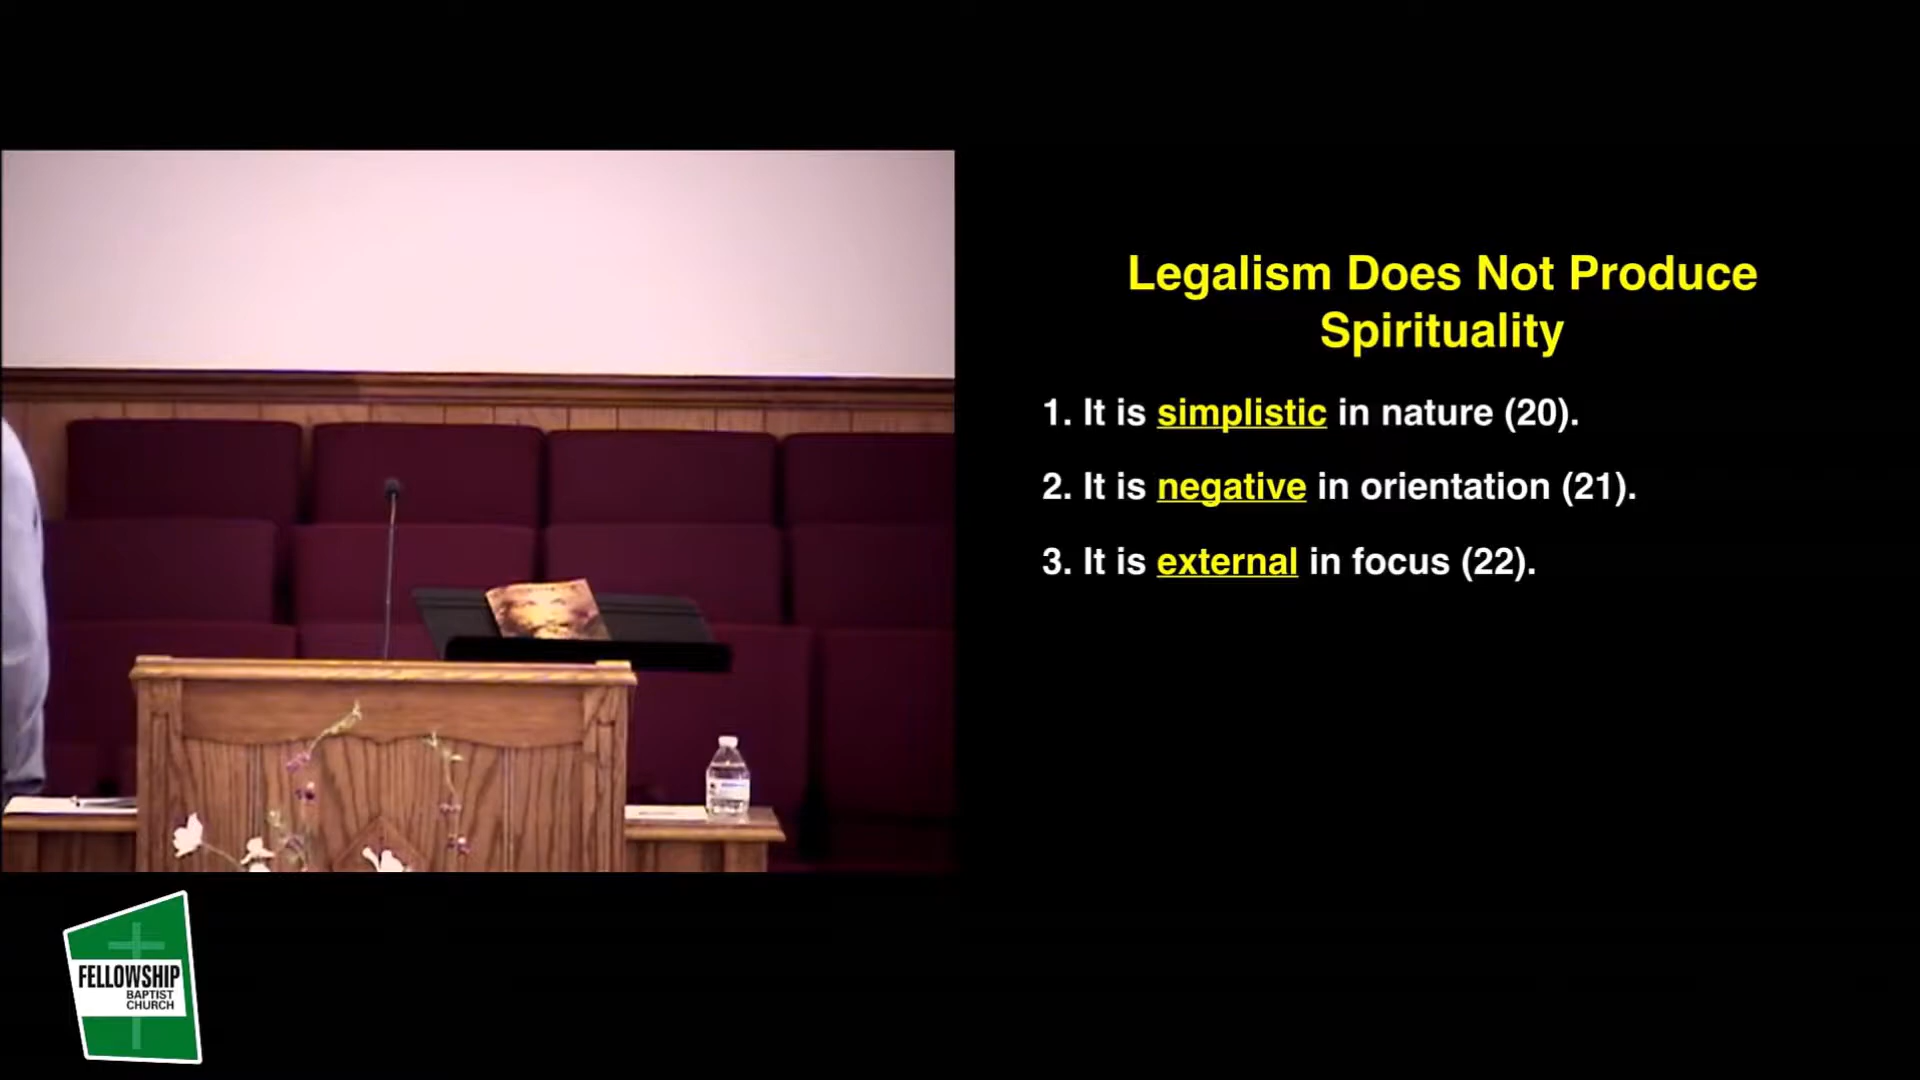 Legalism Does Not Produce
Spirituality
1. It is simplistic in nature (20).
2. It is negative in orientation (21).
3. It is external in focus (22).
FELLOWSHIP
BAPTIST
CHURCH